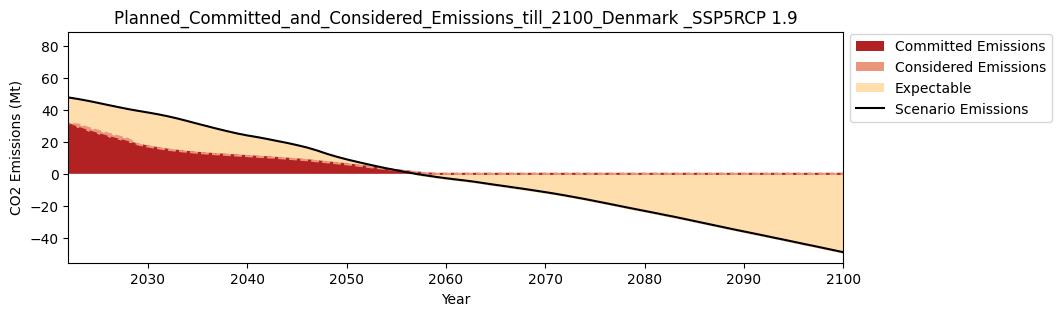 Planned_Committed_and_Considered_Emissions_till_2100_Denmark _SSP5RCP 1.9
CO2 Emissions (Mt)
80
60
40
20
0
−20
−40
2030
2040
2050
2060
2070
2080
2090
2100
Year
Committed Emissions
Considered Emissions
Expectable
Scenario Emissions